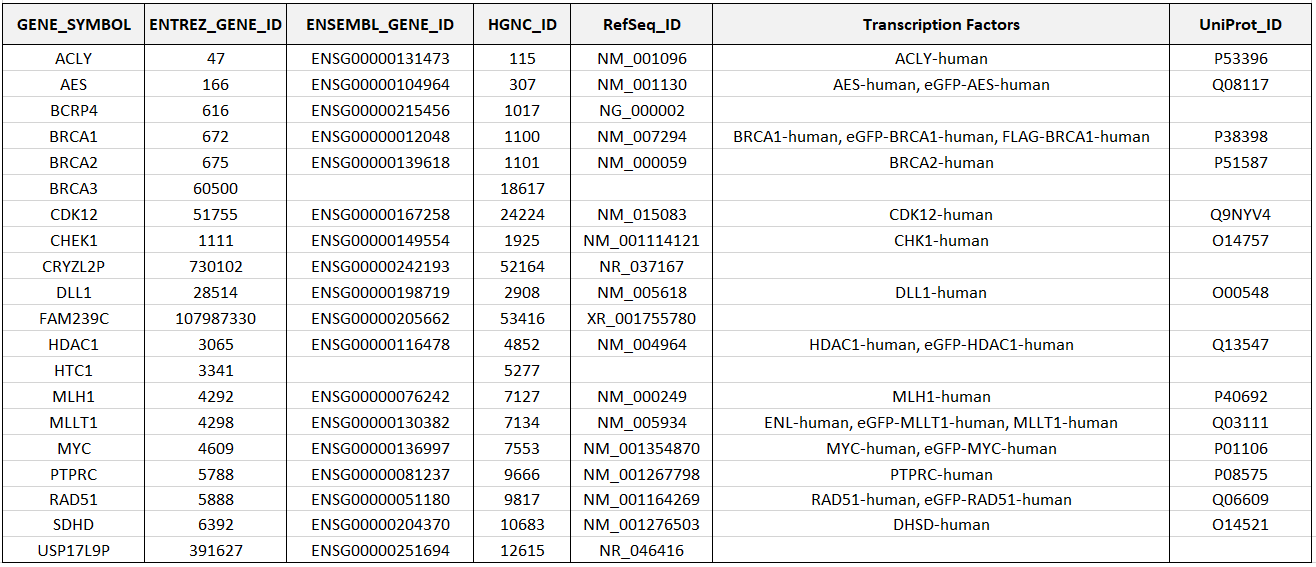 GENE_SYMBOL ENTREZ_GENE_ID ENSEMBL_GENE_ID HGNC_ID RefSeq_ID Transcription Factors UniProt_ID
ACLY 47 ENSG00000131473 115 NM_001096 ACLY-human P53396
AES 166 ENSG00000104964 307 NM_001130 AES-human, eGFP-AES-human Q08117
BCRP4 616 ENSG00000215456 1017 NG_000002
BRCA1 672 ENSG00000012048 1100 NM_007294 BRCA1-human, eGFP-BRCA1-human, FLAG-BRCA1-human P38398
BRCA2 675 ENSG00000139618 1101 NM_000059 BRCA2-human P51587
BRCA3 60500 18617
CDK12 51755 ENSG00000167258 24224 NM_015083 CDK12-human Q9NYV4
CHEK1 1111 ENSG00000149554 1925 NM_001114121 CHK1-human O14757
CRYZL2P 730102 ENSG00000242193 52164 NR_037167
DLL1 28514 ENSG00000198719 2908 NM_005618 DLL1-human O00548
FAM239C 107987330 ENSG00000205662 53416 XR_001755780
HDAC1 3065 ENSG00000116478 4852 NM_004964 HDAC1-human, eGFP-HDAC1-human Q13547
HTC1 3341 5277
MLH1 4292 ENSG00000076242 7127 NM_000249 MLH1-human P40692
MLLT1 4298 ENSG00000130382 7134 NM_005934 ENL-human, eGFP-MLLT1-human, MLLT1-human Q03111
MYC 4609 ENSG00000136997 7553 NM_001354870 MYC-human, eGFP-MYC-human P01106
PTPRC 5788 ENSG00000081237 9666 NM_001267798 PTPRC-human P08575
RAD51 5888 ENSG00000051180 9817 NM_001164269 RAD51-human, eGFP-RAD51-human Q06609
SDHD 6392 ENSG00000204370 10683 NM_001276503 DHSD-human O14521
USP17L9P 391627 ENSG00000251694 12615 NR_046416